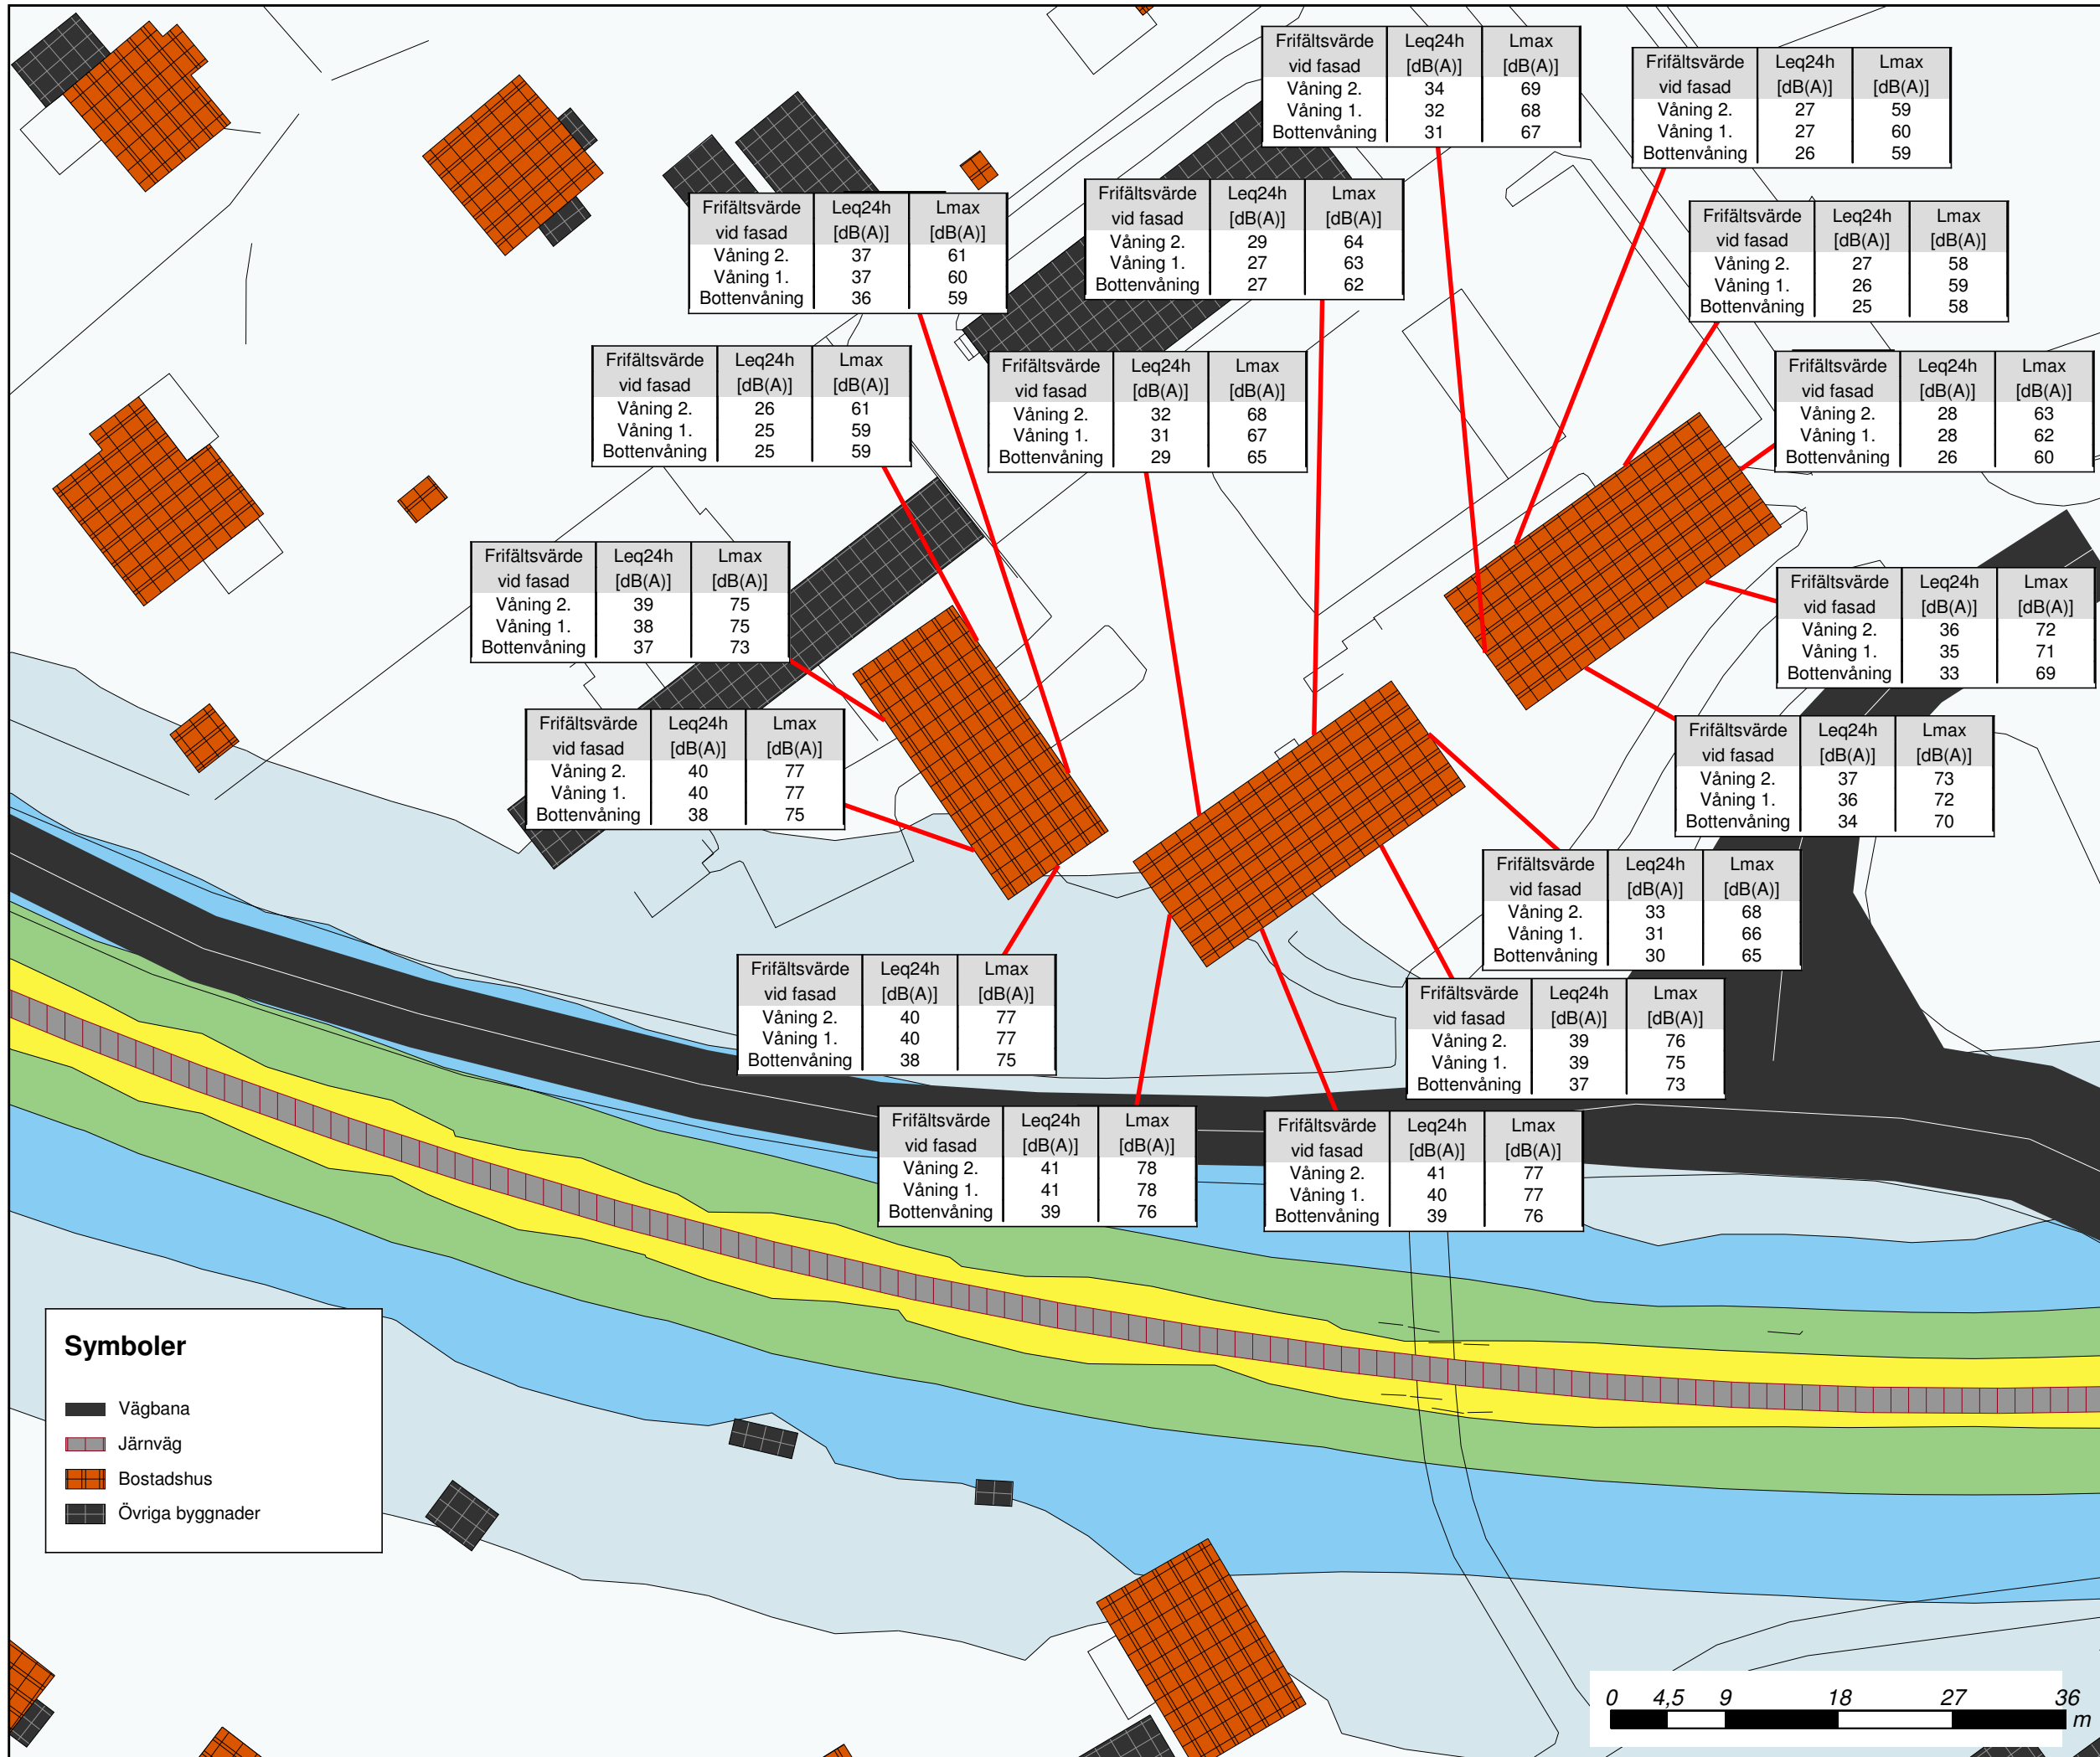 Frifältsvärde Leq24h Lmax
vid fasad [dB(A)] [dB(A)]
Våning 2. 34 69
Våning 1. 32 68
Bottenvåning 31 67
Frifältsvärde Leq24h Lmax
vid fasad [dB(A)] [dB(A)]
Våning 2. 27 59
Våning 1. 27 60
Bottenvåning 26 59
Frifältsvärde Leq24h Lmax
vid fasad [dB(A)] [dB(A)]
Våning 2. 37 61
Våning 1. 37 60
Bottenvåning 36 59
Frifältsvärde Leq24h Lmax
vid fasad [dB(A)] [dB(A)]
Våning 2. 29 64
Våning 1. 27 63
Bottenvåning 27 62
Frifältsvärde Leq24h Lmax
vid fasad [dB(A)] [dB(A)]
Våning 2. 27 58
Våning 1. 26 59
Bottenvåning 25 58
Frifältsvärde Leq24h Lmax
vid fasad [dB(A)] [dB(A)]
Våning 2. 26 61
Våning 1. 25 59
Bottenvåning 25 59
Frifältsvärde Leq24h Lmax
vid fasad [dB(A)] [dB(A)]
Våning 2. 32 68
Våning 1. 31 67
Bottenvåning 29 65
Frifältsvärde Leq24h Lmax
vid fasad [dB(A)] [dB(A)]
Våning 2. 28 63
Våning 1. 28 62
Bottenvåning 26 60
Frifältsvärde Leq24h Lmax
vid fasad [dB(A)] [dB(A)]
Våning 2. 39 75
Våning 1. 38 75
Bottenvåning 37 73
Frifältsvärde Leq24h Lmax
vid fasad [dB(A)] [dB(A)]
Våning 2. 36 72
Våning 1. 35 71
Bottenvåning 33 69
Frifältsvärde Leq24h Lmax
vid fasad [dB(A)] [dB(A)]
Våning 2. 40 77
Våning 1. 40 77
Bottenvåning 38 75
Frifältsvärde Leq24h Lmax
vid fasad [dB(A)] [dB(A)]
Våning 2. 37 73
Våning 1. 36 72
Bottenvåning 34 70
Frifältsvärde Leq24h Lmax
vid fasad [dB(A)] [dB(A)]
Våning 2. 33 68
Våning 1. 31 66
Bottenvåning 30 65
Frifältsvärde Leq24h Lmax
vid fasad [dB(A)] [dB(A)]
Våning 2. 40 77
Våning 1. 40 77
Bottenvåning 38 75
Frifältsvärde Leq24h Lmax
vid fasad [dB(A)] [dB(A)]
Våning 2. 39 76
Våning 1. 39 75
Bottenvåning 37 73
Frifältsvärde Leq24h Lmax
vid fasad [dB(A)] [dB(A)]
Våning 2. 41 78
Våning 1. 41 78
Bottenvåning 39 76
Frifältsvärde Leq24h Lmax
vid fasad [dB(A)] [dB(A)]
Våning 2. 41 77
Våning 1. 40 77
Bottenvåning 39 76
Symboler
Vägbana
Järnväg
Bostadshus
Övriga byggnader
0 4,5 9 18 27 36
m